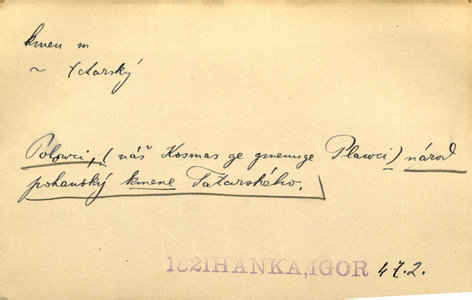 kmen m
~ tatarský
Polowci, (náš Kosmas ge gmenuge Plawci) národ
pohanský kmene Tatarského.
1821HANKA,IGOR 47.2.